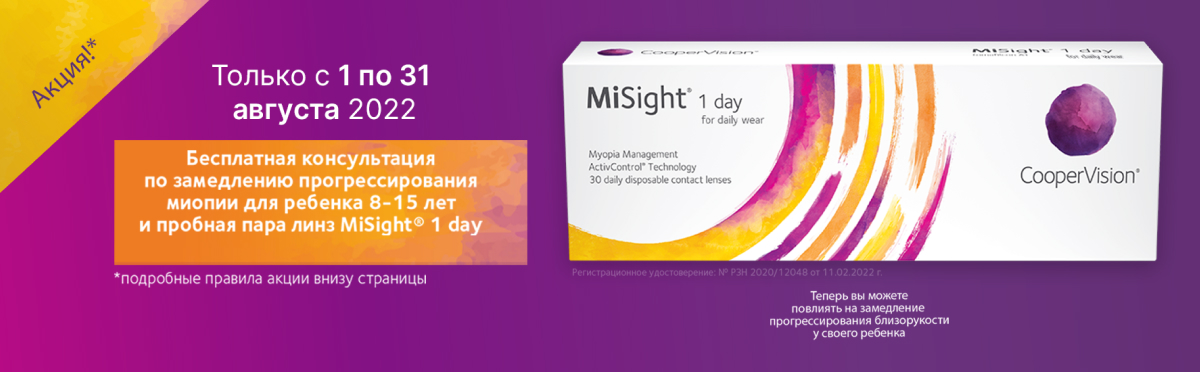 Акция!*
Только с 1 по 31
августа 2022
Бесплатная консультация
по замедлению прогрессирования
миопии для ребенка 8-15 лет
и пробная пара линз MiSight® 1 day
*подробные правила акции внизу страницы
CooperVision®
MiSight® 1 day
for daily wear
MiSight® 1 day
for daily wear
Myopia Management
ActivControl® Technology
30 daily disposable contact lenses
CooperVision®
Регистрационное удостоверение: № РЗН 2020/12048 от 11.02.2022 г.
Теперь вы можете
повлиять на замедление
прогрессирования близорукости
у своего ребенка